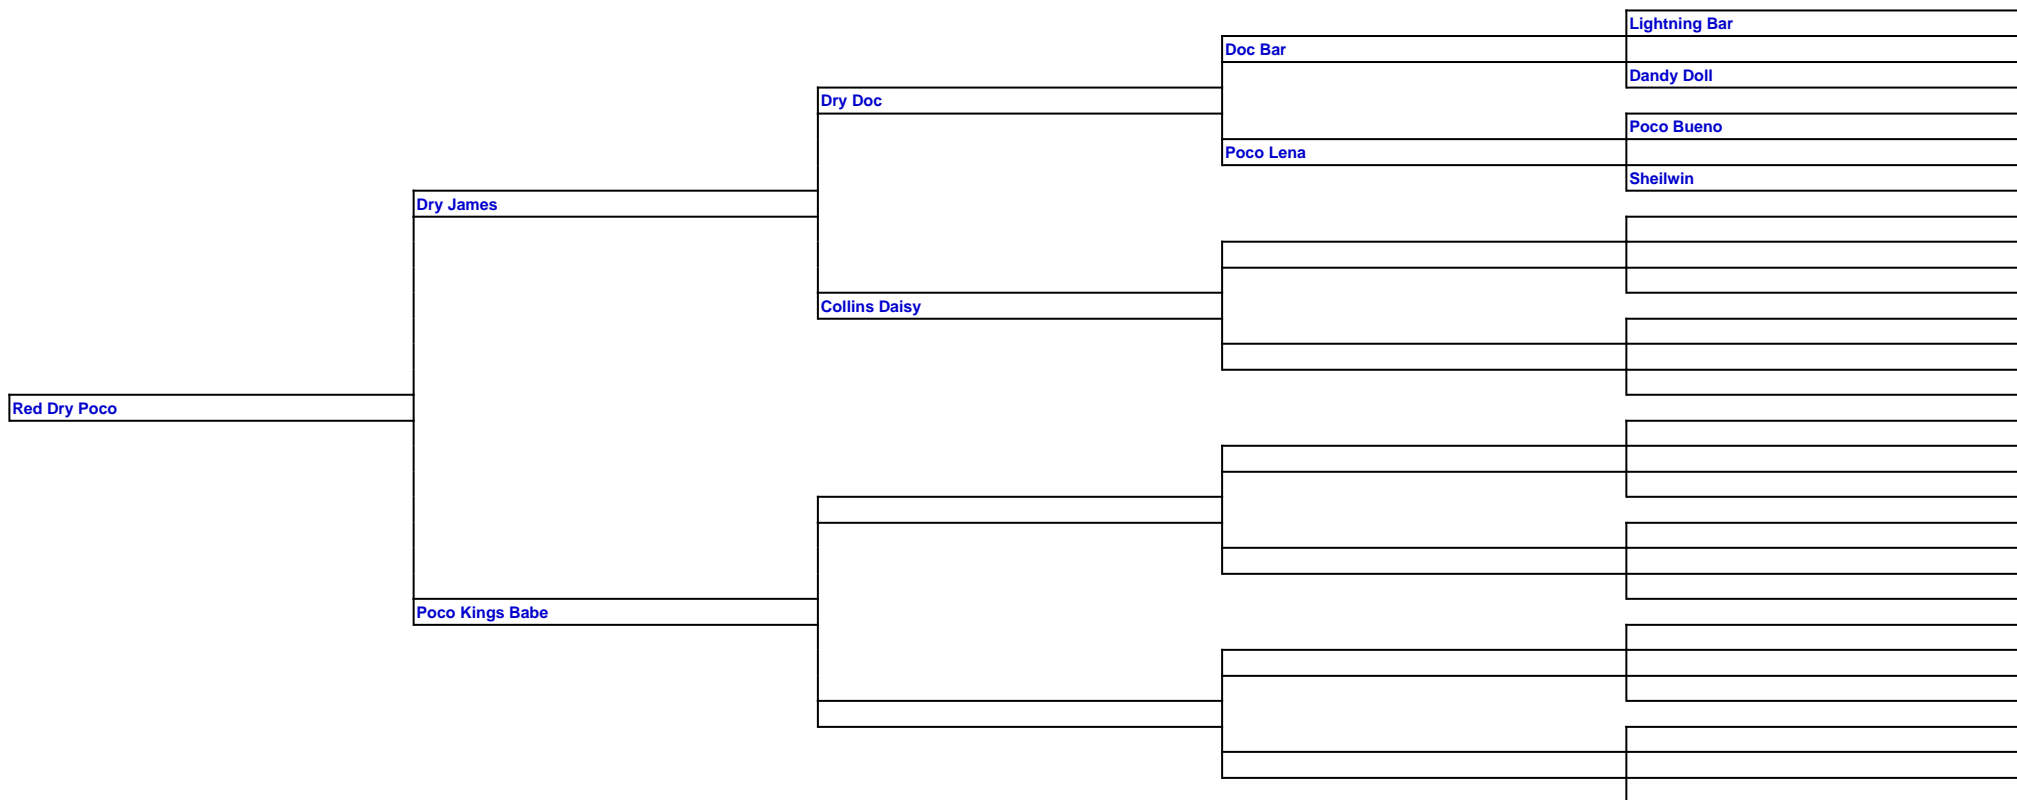 Lightning Bar
Doc Bar
Dandy Doll
Dry Doc
Poco Bueno
Poco Lena
Sheilwin
Dry James
Collins Daisy
Red Dry Poco
Poco Kings Babe